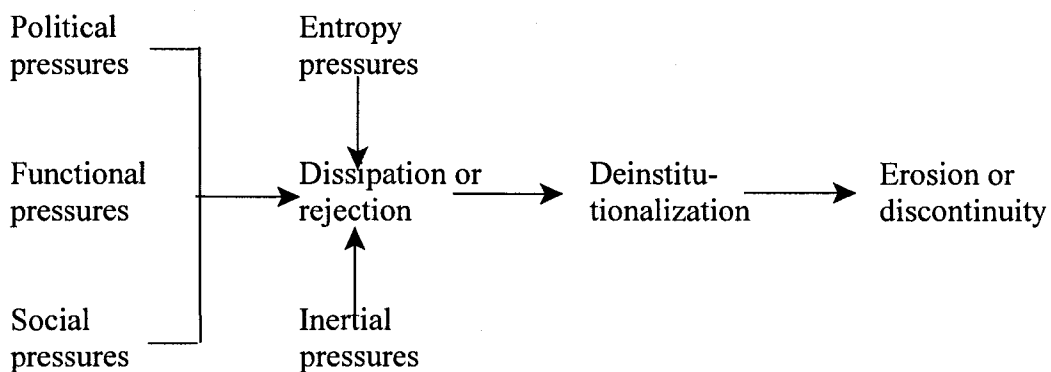 Political
pressures
Entropy
pressures
Functional
pressures
Dissipation or
rejection
Deinstitu-
tionalization
Erosion or
discontinuity
Social
pressures
Inertial
pressures